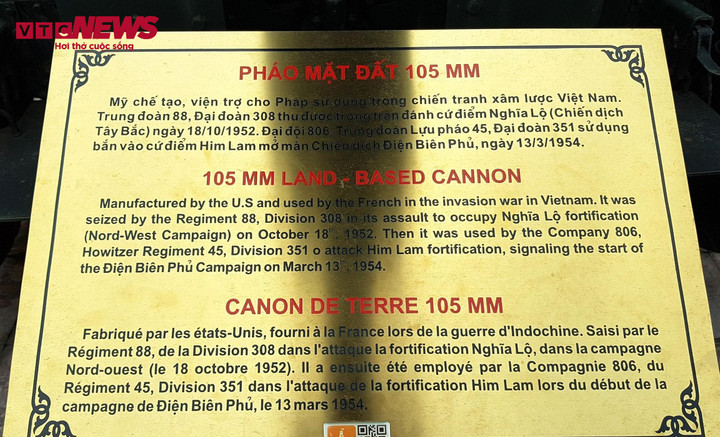 VTC NEWS
Hơi thở cuộc sống
PHÁO MẶT ĐẤT 105 MM
Mỹ chế tạo, viện trợ cho Pháp sử dụng trong chiến tranh xâm lược Việt Nam.
Trung đoàn 88, Đại đoàn 308 thu được trong trận đánh cứ điểm Nghĩa Lộ (Chiến dịch
Tây Bắc) ngày 18/10/1952. Đại đội 806, Trung đoàn Lựu pháo 45, Đại đoàn 351 sử dụng
bắn vào cứ điểm Him Lam mở màn Chiến dịch Điện Biên Phủ, ngày 13/3/1954.
105 MM LAND - BASED CANNON
Manufactured by the U.S and used by the French in the invasion war in Vietnam. It was
seized by the Regiment 88, Division 308 in its assault to occupy Nghĩa Lộ fortification
(Nord-West Campaign) on October 18th, 1952. Then it was used by the Company 806,
Howitzer Regiment 45, Division 351 o attack Him Lam fortification, signaling the start of
the Điện Biên Phủ Campaign on March 13th, 1954.
CANON DE TERRE 105 MM
Fabriqué par les états-Unis, fourni à la France lors de la guerre d'Indochine. Saisi par le
Régiment 88, de la Division 308 dans l'attaque la fortification Nghĩa Lộ, dans la campagne
Nord-ouest (le 18 octobre 1952). Il a ensuite été employé par la Compagnie 806, du
Régiment 45, Division 351 dans l'attaque de la fortification Him Lam lors du début de la
campagne de Điện Biên Phủ, le 13 mars 1954.